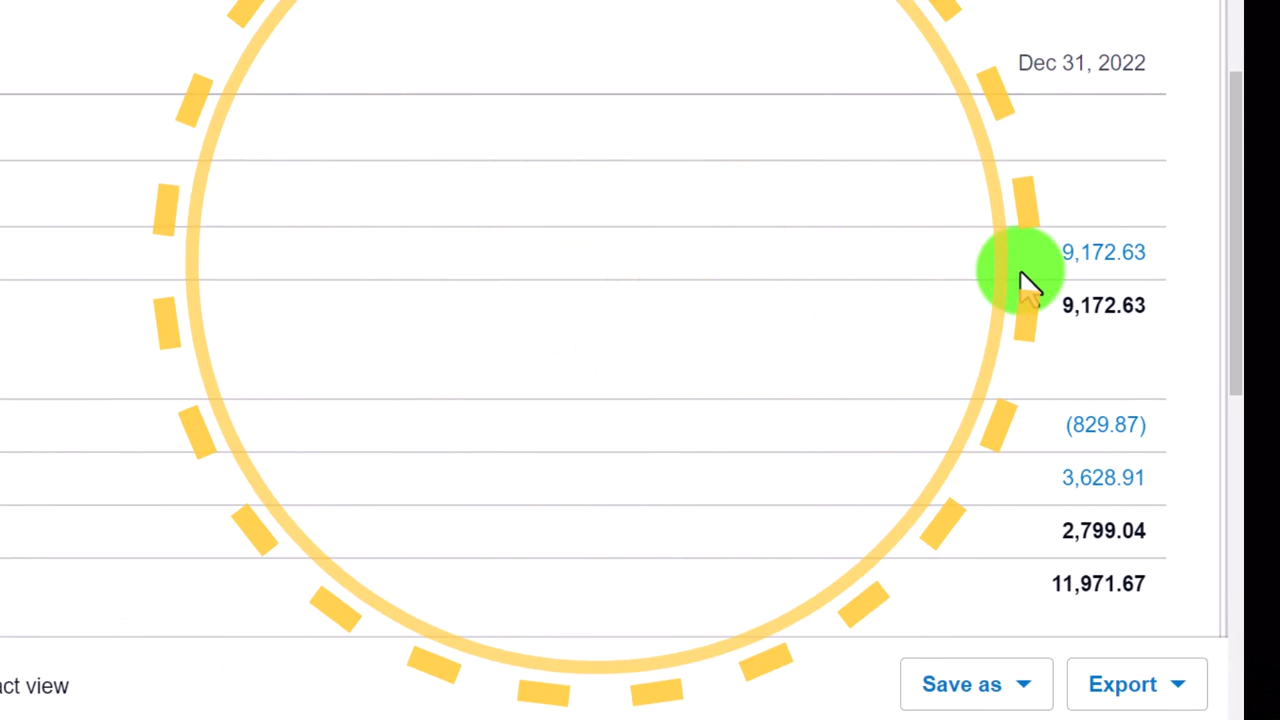 Dec 31, 2022
9,172.63
9,172.63
(829.87)
3,628.91
2,799.04
11,971.67
view
Save as
Export